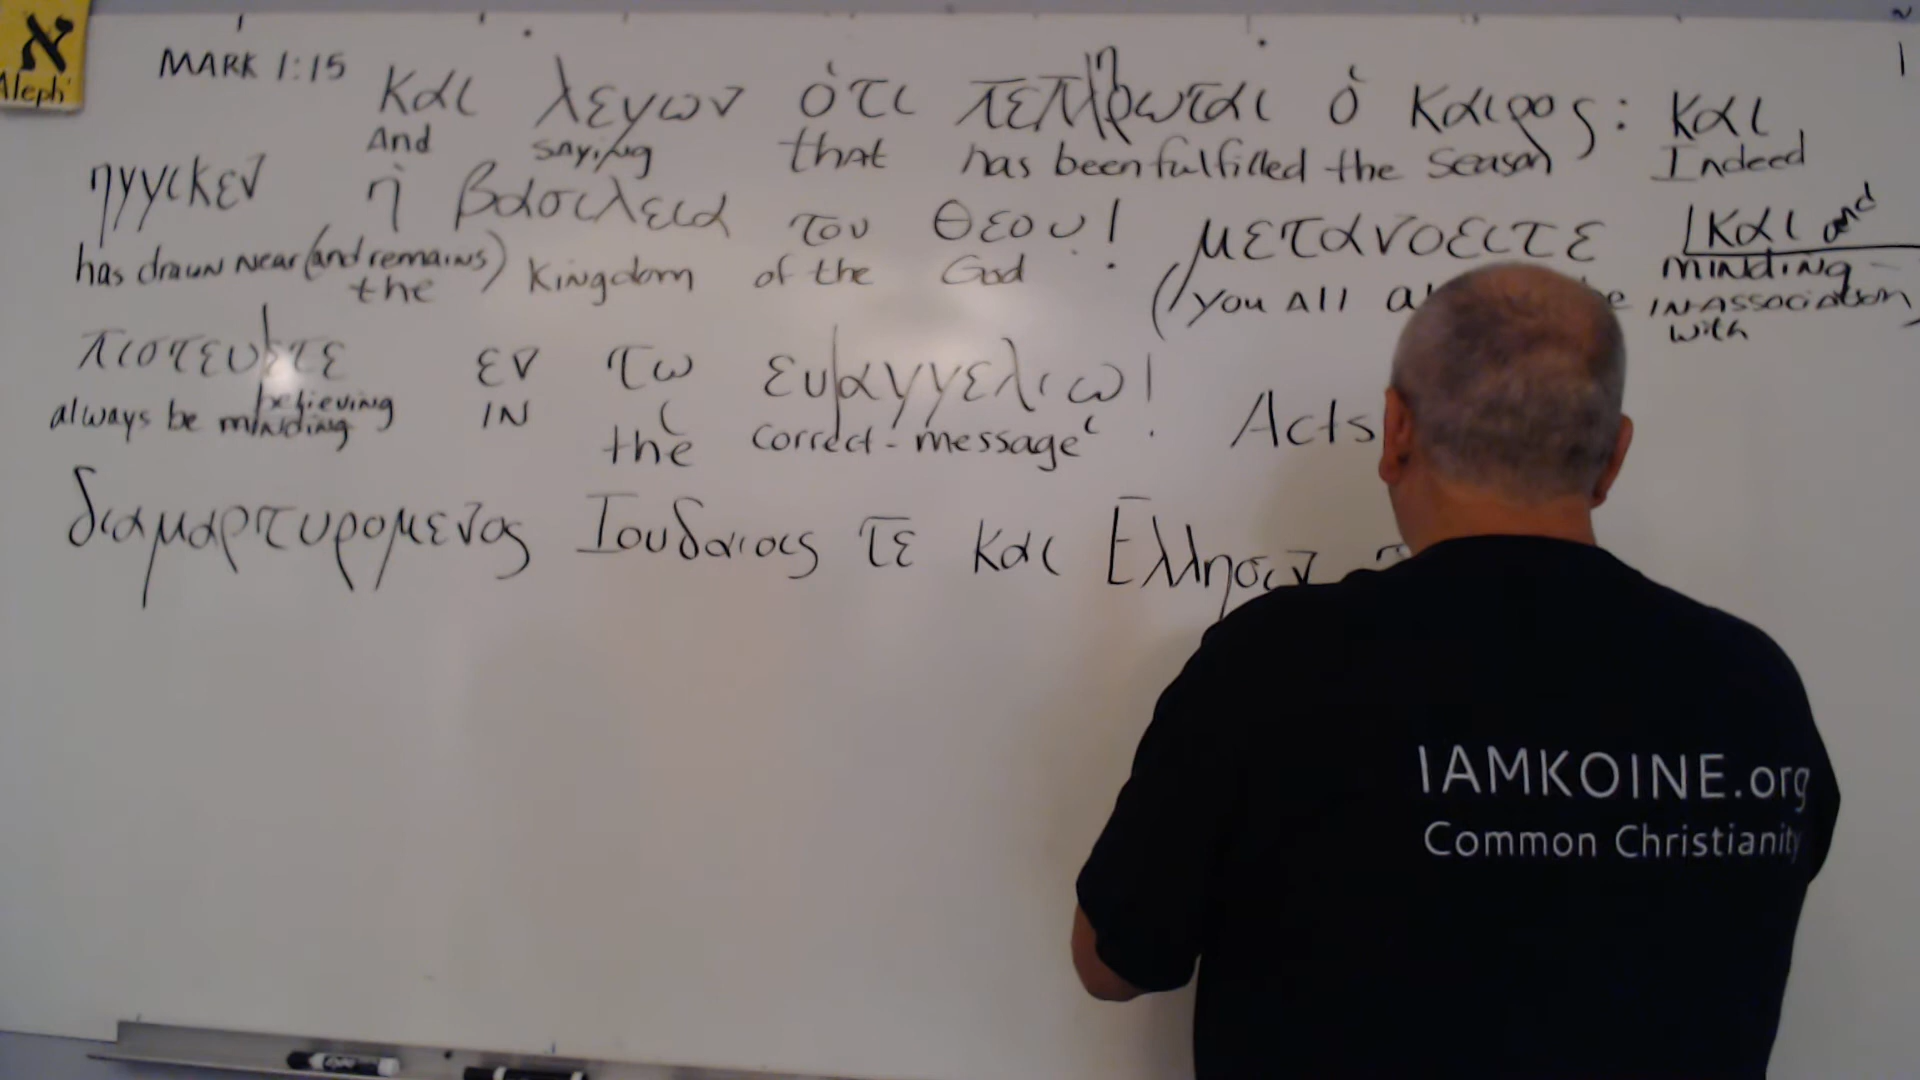 א
Aleph
MARK 1:15
και λεγων ὁτι πεπληρωται ὁ καιρος: και
And saying that has been fulfilled the season Indeed
ηγγικεν ἡ βασιλεια του Θεου! μετανοειτε και and
has drawn near (and remains) the Kingdom of the God! (you All minding in-association with
πιστευετε εν τω ευαγγελιω!
always be minding believing IN the correct-message Acts
διαμαρτυρομενος Ιουδαιοις τε και Ελλησιν
IAMKOINE.org
Common Christianity